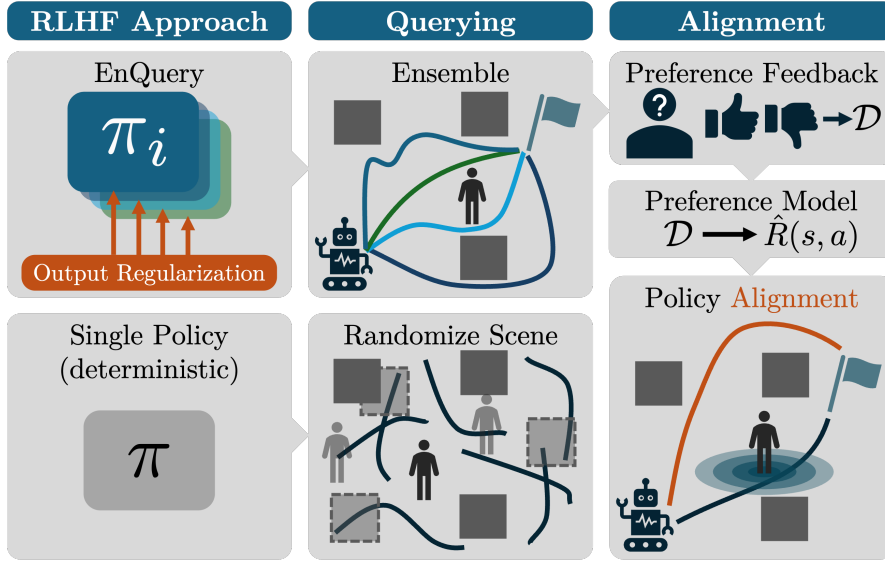 RLHF Approach
Querying
Alignment
EnQuery
π_i
Output Regularization
Ensemble
Preference Feedback
?
𝒟
Preference Model
𝒟 → R̂(s, a)
Policy Alignment
Single Policy
(deterministic)
π
Randomize Scene